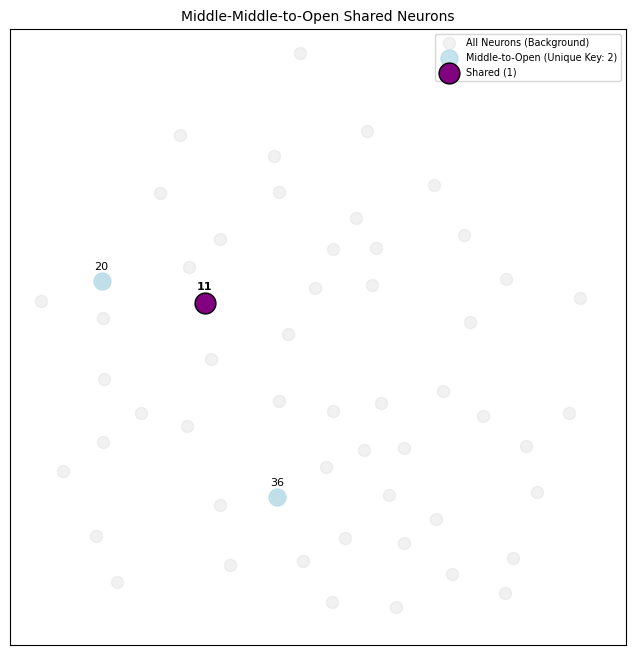 Middle-Middle-to-Open Shared Neurons
All Neurons (Background)
Middle-to-Open (Unique Key: 2)
Shared (1)
20
11
36